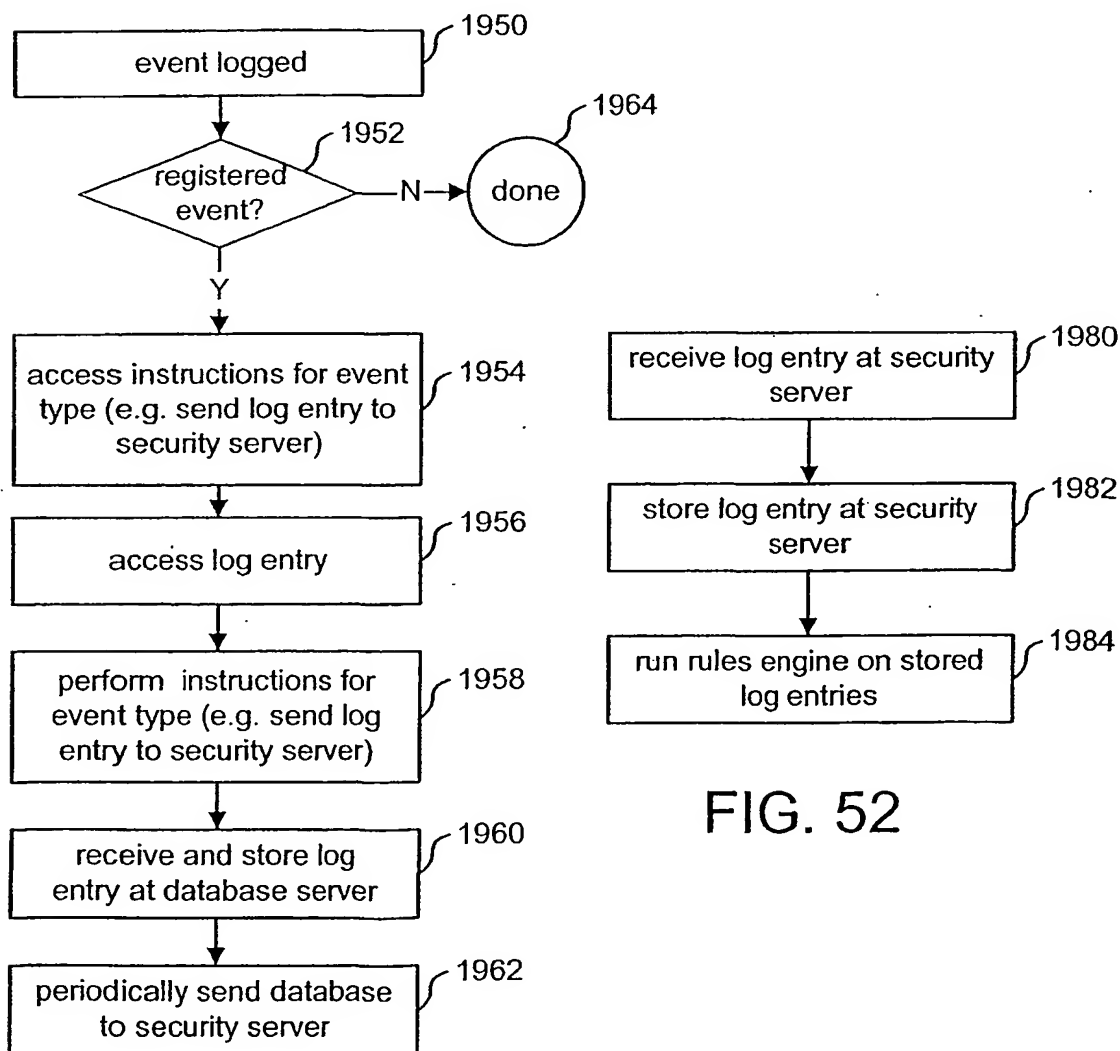 1950
event logged
1964
1952
registered
event?
N
done
Y
access instructions for event
type (e.g. send log entry to
security server)
1954
1956
access log entry
perform instructions for
event type (e.g. send log
entry to security server)
1958
1960
receive and store log
entry at database server
1962
periodically send database
to security server
1980
receive log entry at security
server
1982
store log entry at security
server
1984
run rules engine on stored
log entries
FIG. 52